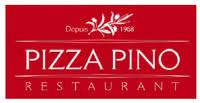 Depuis 1968
PIZZA PINO
RESTAURANT